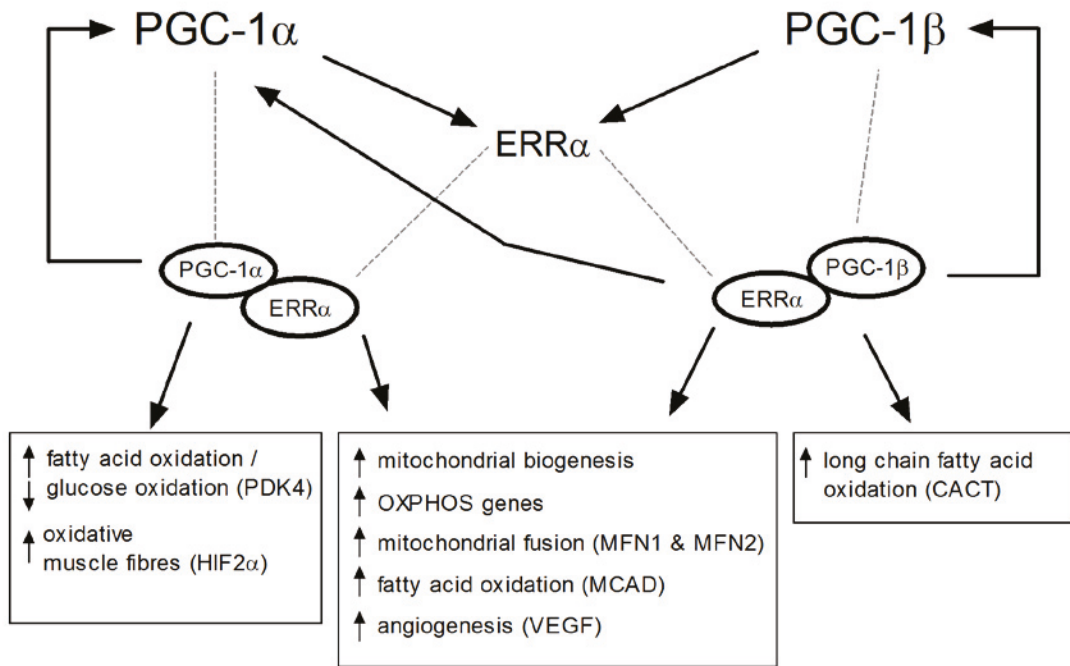 PGC-1α
PGC-1β
ERRα
PGC-1α
ERRα
PGC-1β
ERRα
fatty acid oxidation /
glucose oxidation (PDK4)
oxidative
muscle fibres (HIF2α)
mitochondrial biogenesis
OXPHOS genes
mitochondrial fusion (MFN1 & MFN2)
fatty acid oxidation (MCAD)
angiogenesis (VEGF)
long chain fatty acid
oxidation (CACT)